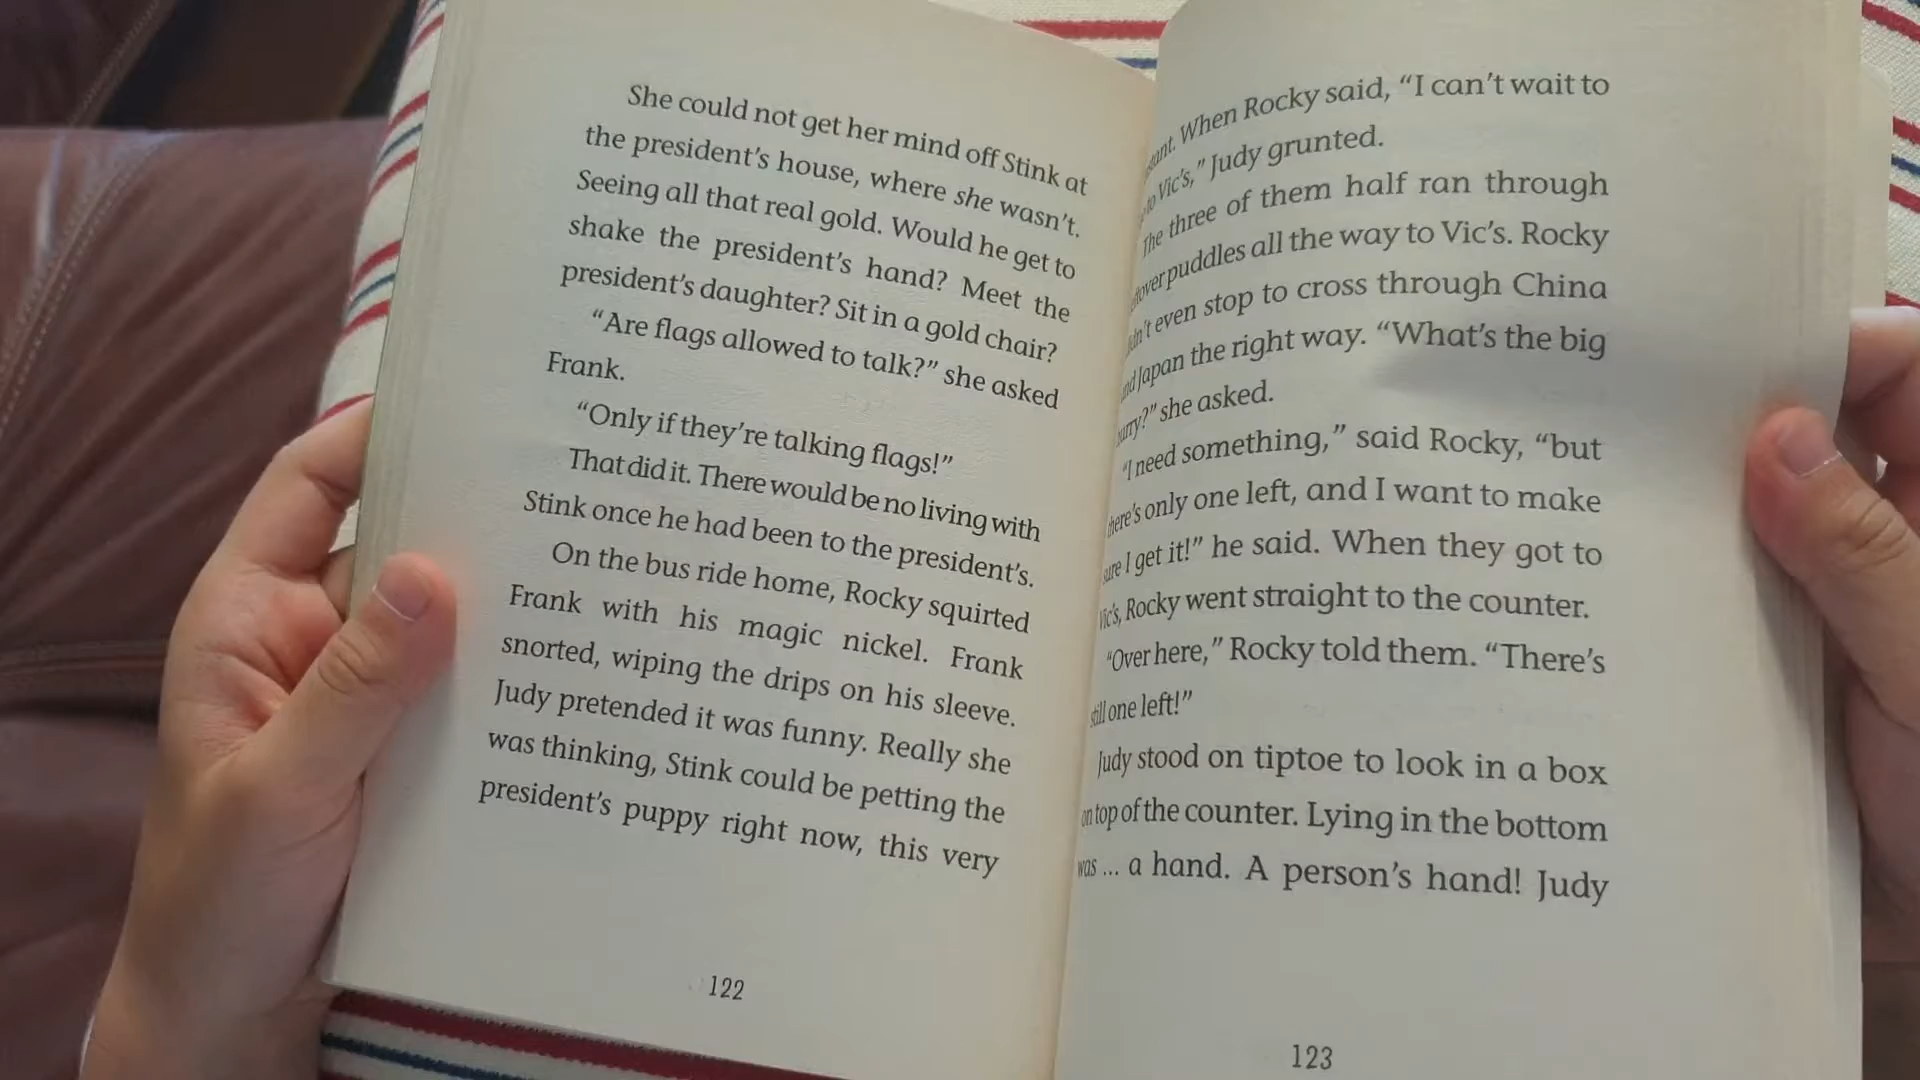 She could not get her mind off Stink at
the president's house, where she wasn't.
Seeing all that real gold. Would he get to
shake the president's hand? Meet the
president's daughter? Sit in a gold chair?
“Are flags allowed to talk?” she asked
Frank.
“Only if they're talking flags!”
That did it. There would be no living with
Stink once he had been to the president's.
On the bus ride home, Rocky squirted
Frank with his magic nickel. Frank
snorted, wiping the drips on his sleeve.
Judy pretended it was funny. Really she
was thinking, Stink could be petting the
president's puppy right now, this very
122
When Rocky said, “I can't wait to
to Vic's,” Judy grunted.
The three of them half ran through
puddles all the way to Vic's. Rocky
even stop to cross through China
Japan the right way. “What's the big
she asked.
“I need something,” said Rocky, “but
only one left, and I want to make
I get it!” he said. When they got to
Vic's, Rocky went straight to the counter.
“Over here,” Rocky told them. “There's
still one left!”
Judy stood on tiptoe to look in a box
on top of the counter. Lying in the bottom
was ... a hand. A person's hand! Judy
123